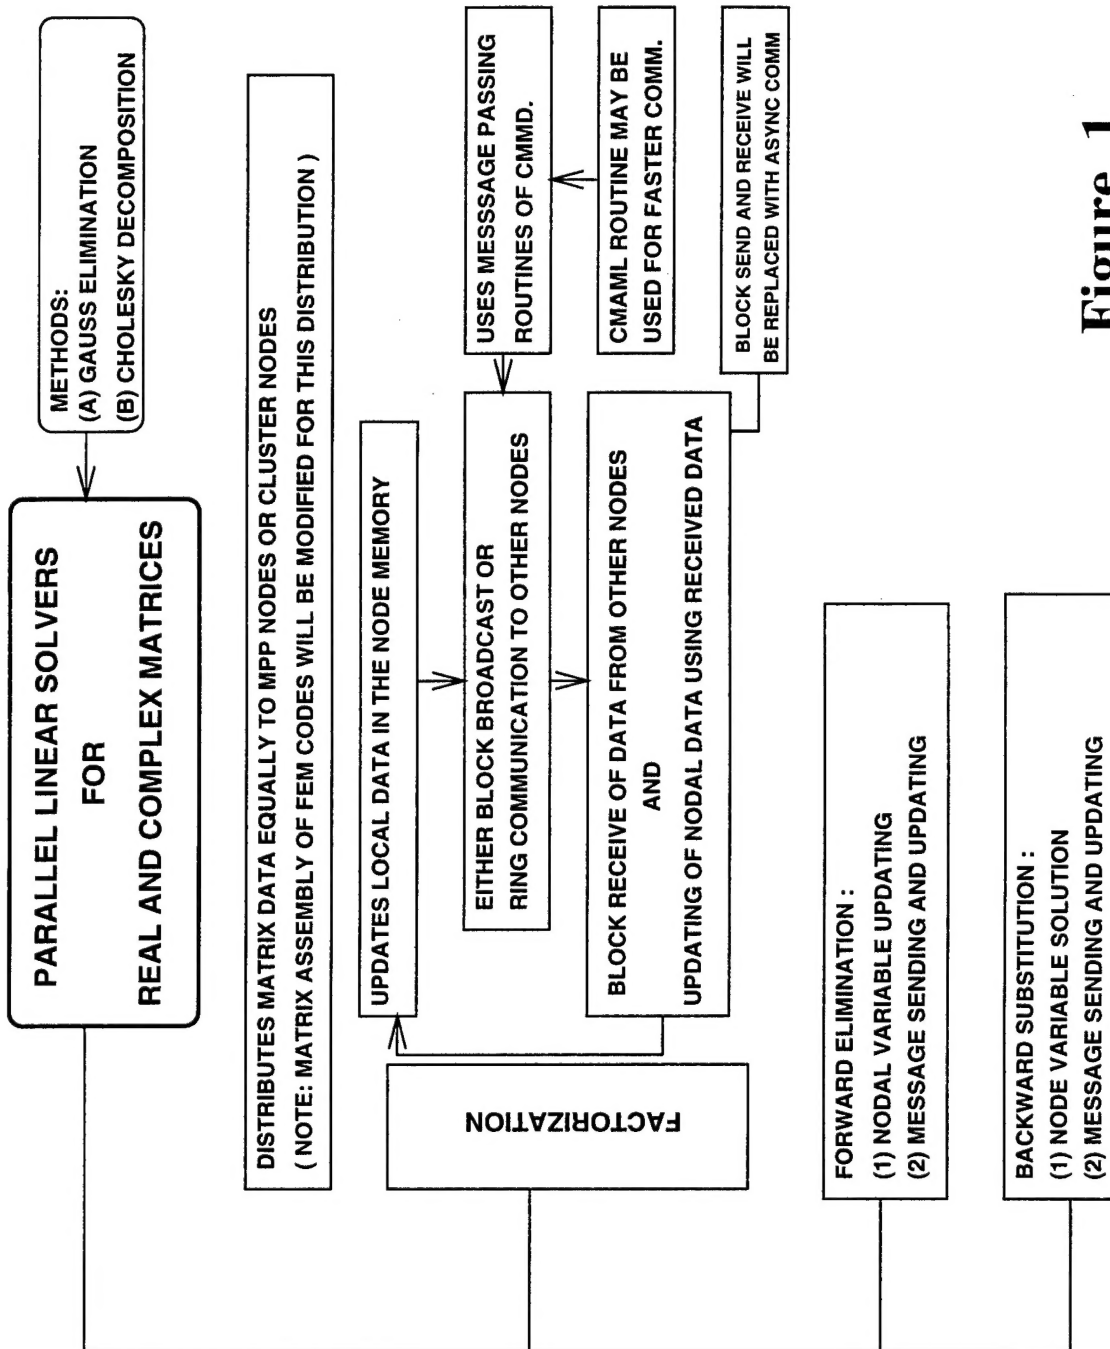 PARALLEL LINEAR SOLVERS
FOR
REAL AND COMPLEX MATRICES
METHODS:
(A) GAUSS ELIMINATION
(B) CHOLESKY DECOMPOSITION
DISTRIBUTES MATRIX DATA EQUALLY TO MPP NODES OR CLUSTER NODES
( NOTE: MATRIX ASSEMBLY OF FEM CODES WILL BE MODIFIED FOR THIS DISTRIBUTION )
FACTORIZATION
UPDATES LOCAL DATA IN THE NODE MEMORY
EITHER BLOCK BROADCAST OR
RING COMMUNICATION TO OTHER NODES
USES MESSSAGE PASSING
ROUTINES OF CMMD.
CMAML ROUTINE MAY BE
USED FOR FASTER COMM.
BLOCK RECEIVE OF DATA FROM OTHER NODES
AND
UPDATING OF NODAL DATA USING RECEIVED DATA
BLOCK SEND AND RECEIVE WILL
BE REPLACED WITH ASYNC COMM
FORWARD ELIMINATION :
(1) NODAL VARIABLE UPDATING
(2) MESSAGE SENDING AND UPDATING
BACKWARD SUBSTITUTION :
(1) NODE VARIABLE SOLUTION
(2) MESSAGE SENDING AND UPDATING
Figure 1